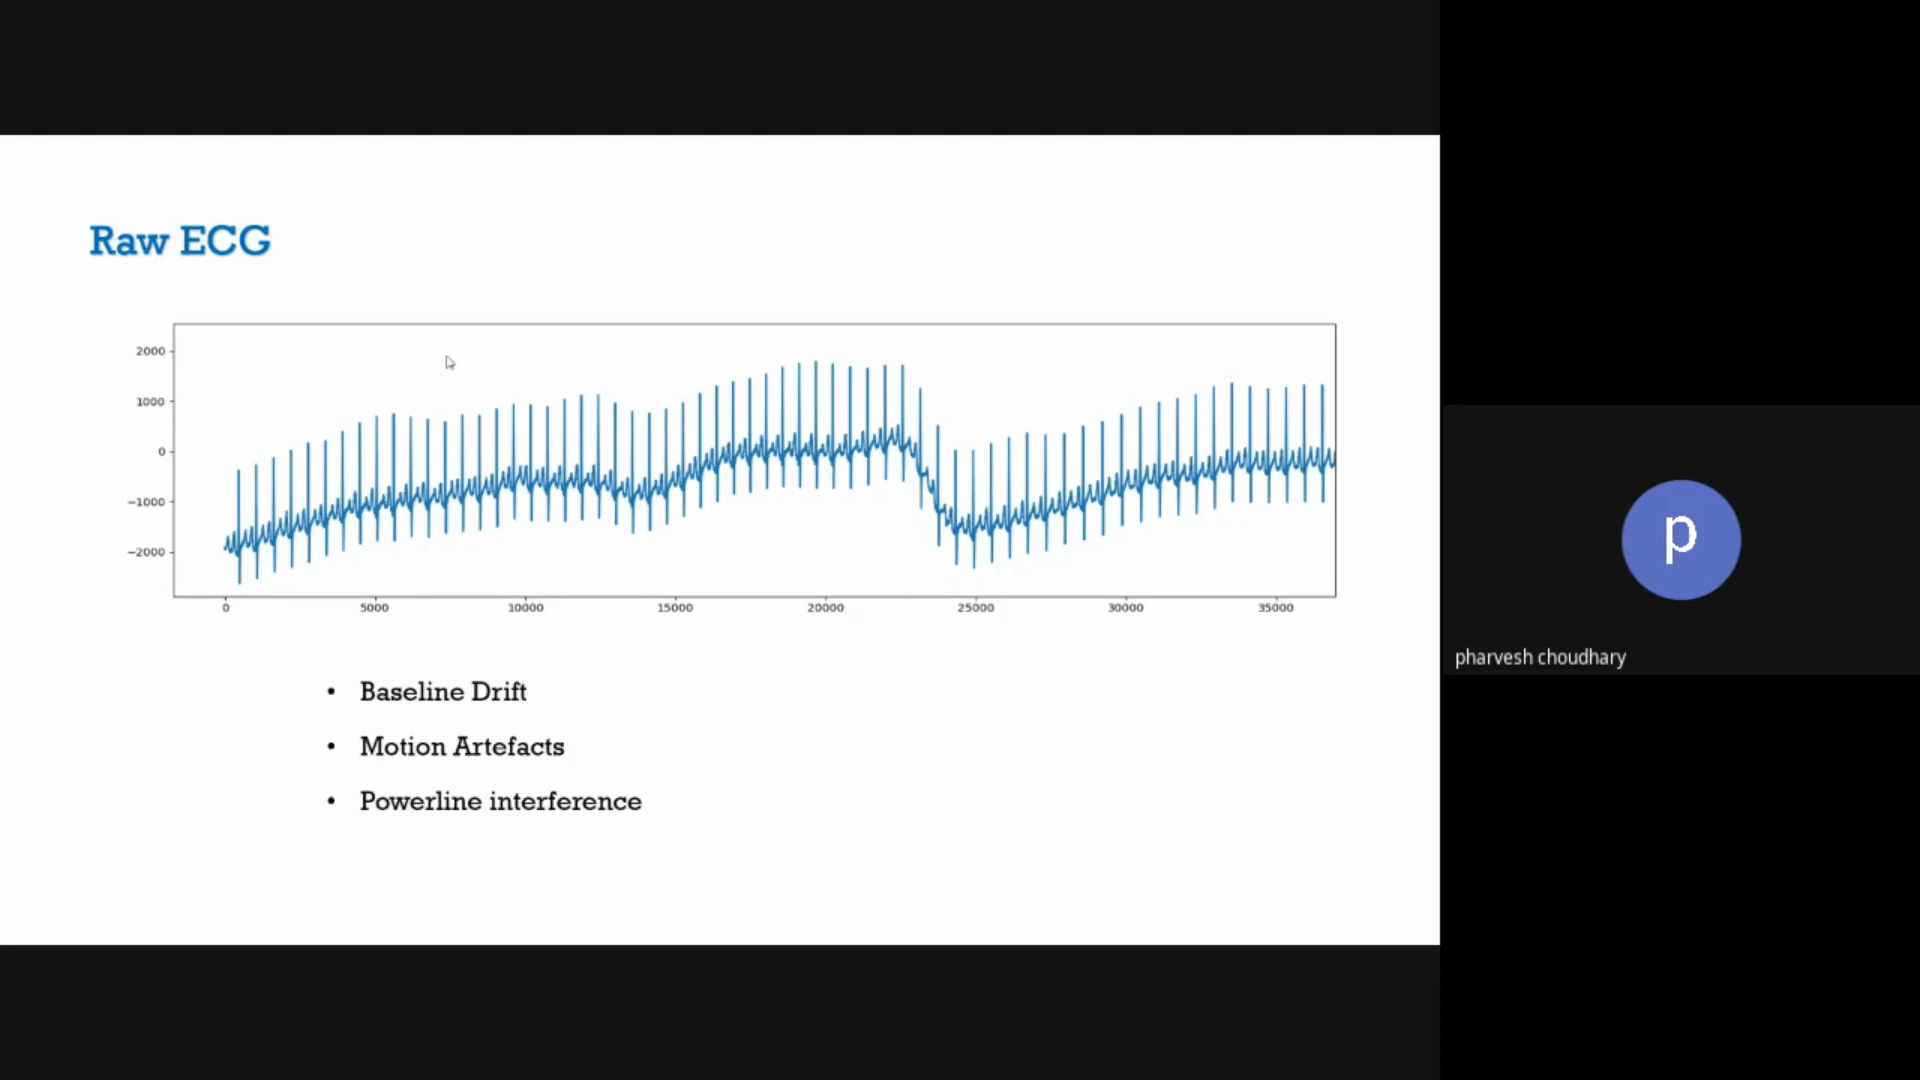 Raw ECG
2000
1000
0
−1000
−2000
0 5000 10000 15000 20000 25000 30000 35000
• Baseline Drift
• Motion Artefacts
• Powerline interference
p
pharvesh choudhary